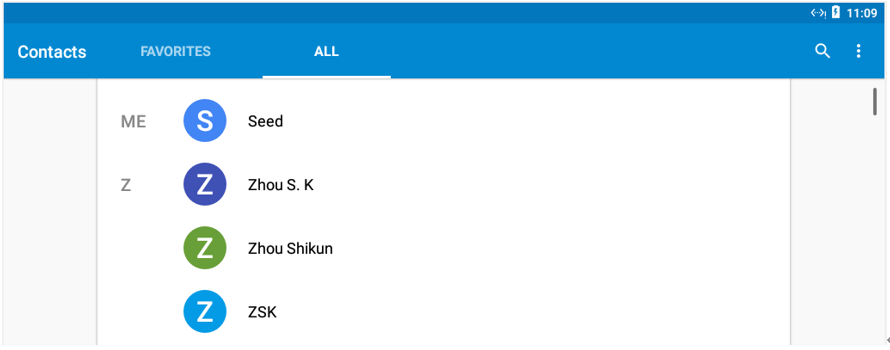 11:09
Contacts FAVORITES ALL
ME S Seed
Z Z Zhou S. K
Z Zhou Shikun
Z ZSK